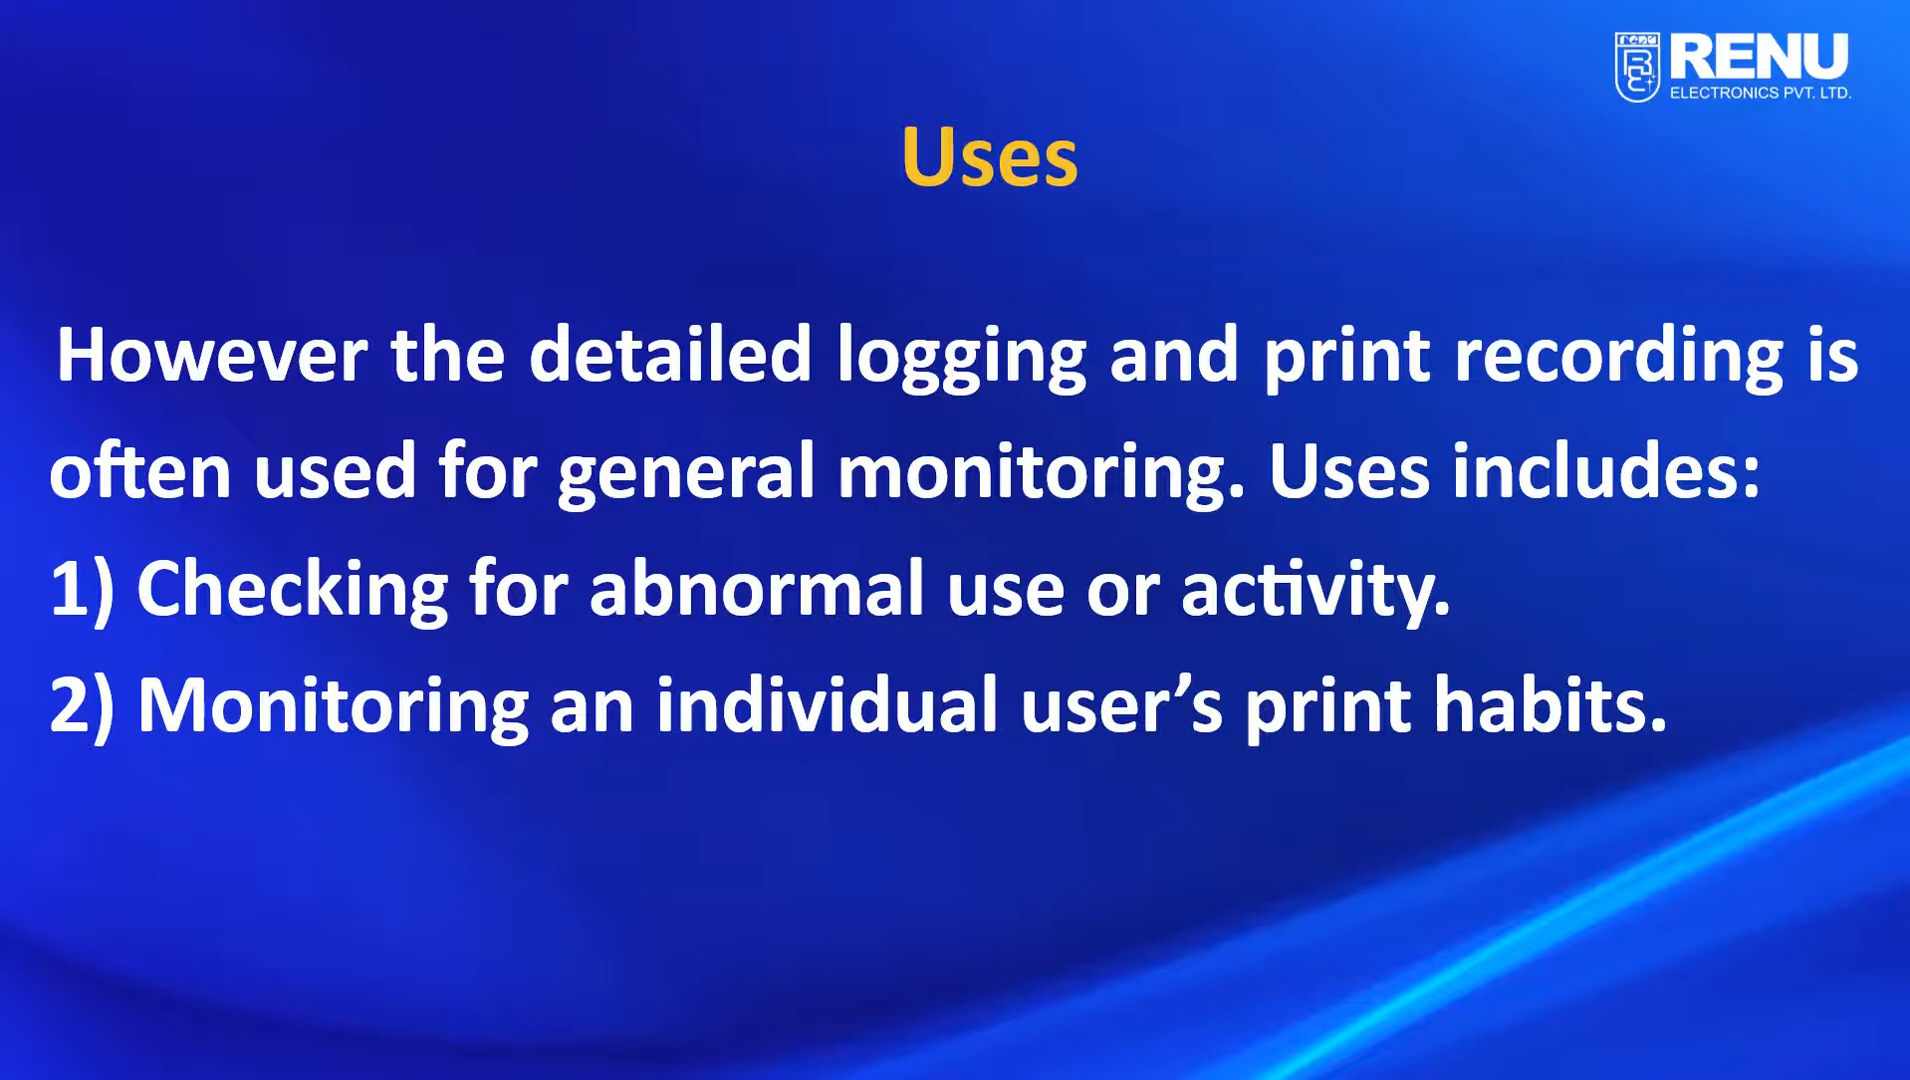 renu
RENU
ELECTRONICS PVT. LTD.
Uses
However the detailed logging and print recording is
often used for general monitoring. Uses includes:
1) Checking for abnormal use or activity.
2) Monitoring an individual user’s print habits.